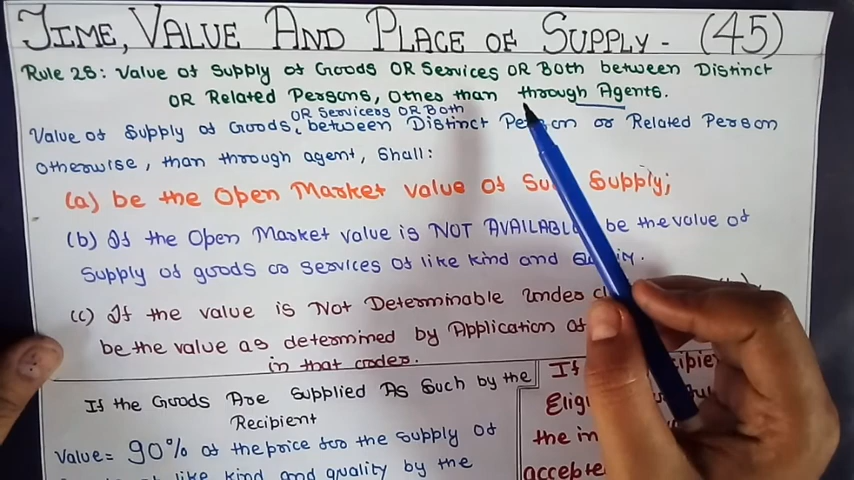 TIME, VALUE AND PLACE OF SUPPLY - (45)
Rule 28: Value of Supply of Goods OR Services OR Both between Distinct
OR Related Persons, Other than through Agents.
OR Services OR Both
Value of Supply of Goods, between Distinct Person or Related Person
otherwise, than through agent, Shall:
(a) be the Open Market value of Such Supply;
(b) If the Open Market value is NOT AVAILABLE be the value of
Supply of goods or services of like kind and quality.
(c) If the value is Not Determinable under
be the value as determined by Application of
in that order.
If the Goods Are Supplied As Such by the
Recipient
Value = 90% of the price for the supply of
like kind and quality by the
If
Eligi
the in
accepte